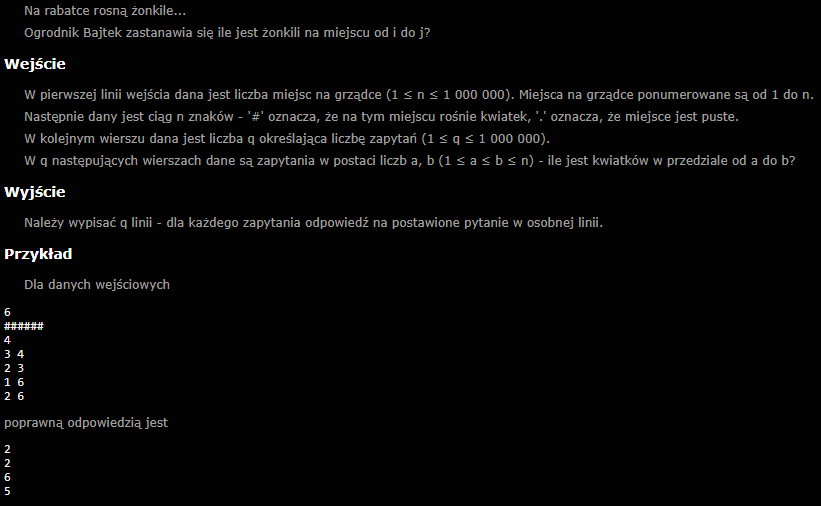 Na rabatce rosną żonkile...
Ogrodnik Bajtek zastanawia się ile jest żonkili na miejscu od i do j?
Wejście
W pierwszej linii wejścia dana jest liczba miejsc na grządce (1 ≤ n ≤ 1 000 000). Miejsca na grządce ponumerowane są od 1 do n.
Następnie dany jest ciąg n znaków - '#' oznacza, że na tym miejscu rośnie kwiatek, '.' oznacza, że miejsce jest puste.
W kolejnym wierszu dana jest liczba q określająca liczbę zapytań (1 ≤ q ≤ 1 000 000).
W q następujących wierszach dane są zapytania w postaci liczb a, b (1 ≤ a ≤ b ≤ n) - ile jest kwiatków w przedziale od a do b?
Wyjście
Należy wypisać q linii - dla każdego zapytania odpowiedź na postawione pytanie w osobnej linii.
Przykład
Dla danych wejściowych
6
######
4
3 4
2 3
1 6
2 6
poprawną odpowiedzią jest
2
2
6
5